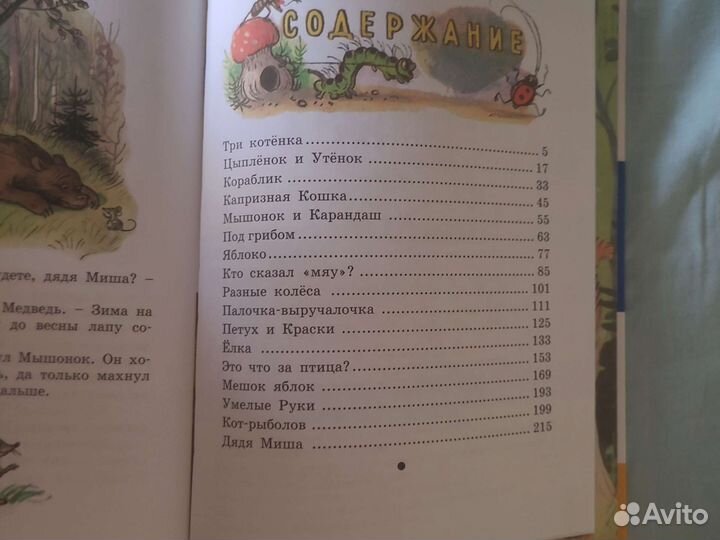 удете, дядя Миша? –
Медведь. – Зима на
до весны лапу со-
ул Мышонок. Он хо-
ь, да только махнул
альше.
СОДЕРЖАНИЕ
Три котёнка 5
Цыплёнок и Утёнок 17
Кораблик 33
Капризная Кошка 45
Мышонок и Карандаш 55
Под грибом 63
Яблоко 77
Кто сказал «мяу»? 85
Разные колёса 101
Палочка-выручалочка 111
Петух и Краски 125
Ёлка 133
Это что за птица? 153
Мешок яблок 169
Умелые Руки 193
Кот-рыболов 199
Дядя Миша 215
Avito